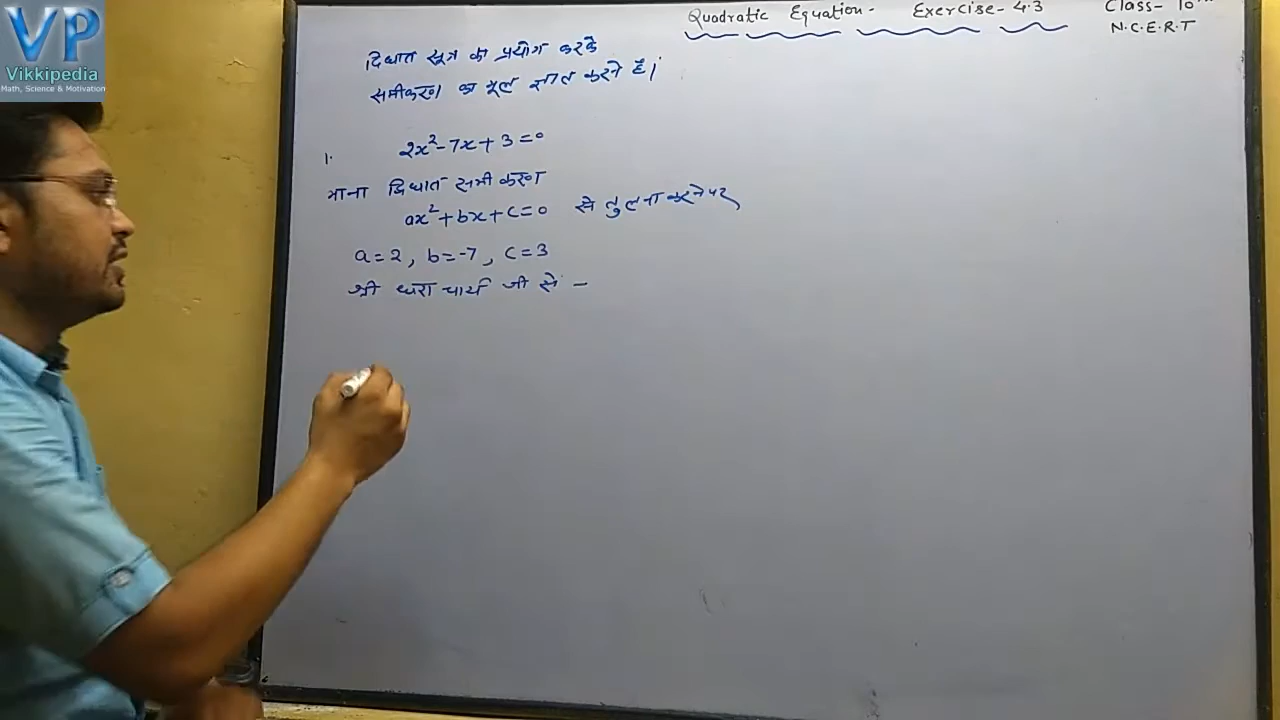 VP
Vikkipedia
Math, Science & Motivation
Quadratic Equation- Exercise-4.3 Class- 10th
N.C.E.R.T
द्विघात सूत्र का प्रयोग करके
समीकरण का मूल ज्ञात करते है।
1. 2x²-7x+3=0
माना द्विघात समीकरण
ax²+bx+c=0 से तुलना करने पर,
a=2, b=-7, c=3
श्री धरा चार्य जी से -